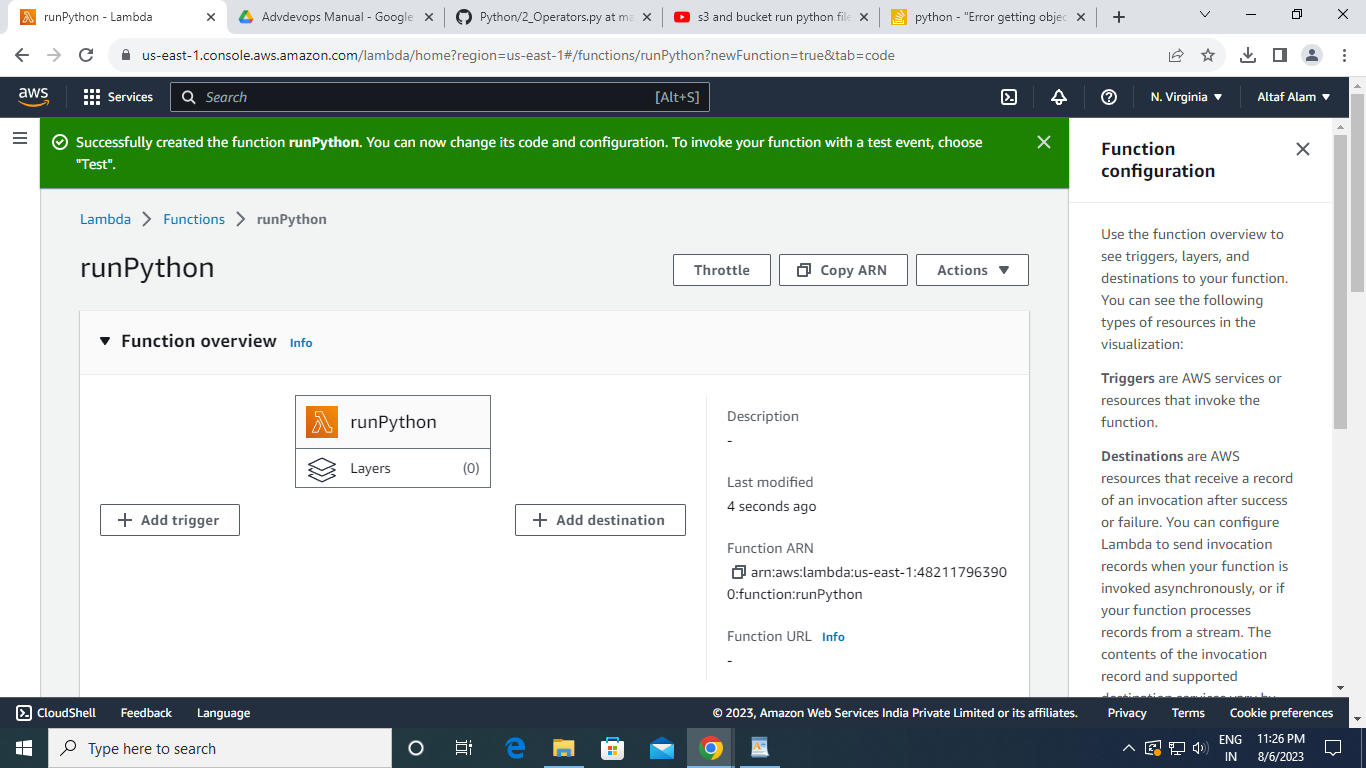 runPython - Lambda
Advdevops Manual - Google
Python/2_Operators.py at ma
s3 and bucket run python file
python - "Error getting objec
us-east-1.console.aws.amazon.com/lambda/home?region=us-east-1#/functions/runPython?newFunction=true&tab=code
aws
Services
Search
[Alt+S]
N. Virginia
Altaf Alam
Successfully created the function runPython. You can now change its code and configuration. To invoke your function with a test event, choose
"Test".
Lambda
Functions
runPython
runPython
Throttle
Copy ARN
Actions
Function overview
Info
runPython
Layers
(0)
Add trigger
Add destination
Description
-
Last modified
4 seconds ago
Function ARN
arn:aws:lambda:us-east-1:48211796390
0:function:runPython
Function URL
Info
-
Function
configuration
Use the function overview to
see triggers, layers, and
destinations to your function.
You can see the following
types of resources in the
visualization:
Triggers are AWS services or
resources that invoke the
function.
Destinations are AWS
resources that receive a record
of an invocation after success
or failure. You can configure
Lambda to send invocation
records when your function is
invoked asynchronously, or if
your function processes
records from a stream. The
contents of the invocation
record and supported
destination services vary by
CloudShell
Feedback
Language
© 2023, Amazon Web Services India Private Limited or its affiliates.
Privacy
Terms
Cookie preferences
Type here to search
ENG
IN
11:26 PM
8/6/2023